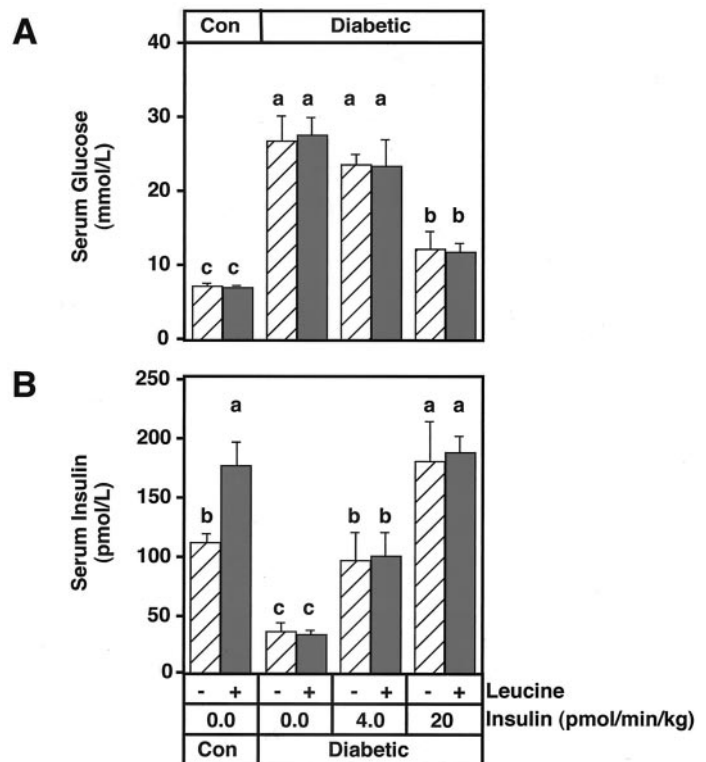 A
Con Diabetic
40
30
20
10
0
Serum Glucose
(mmol/L)
c c a a a a b b
B
250
200
150
100
50
0
Serum Insulin
(pmol/L)
b a c c b b a a
- + - + - + - + Leucine
0.0 0.0 4.0 20 Insulin (pmol/min/kg)
Con Diabetic